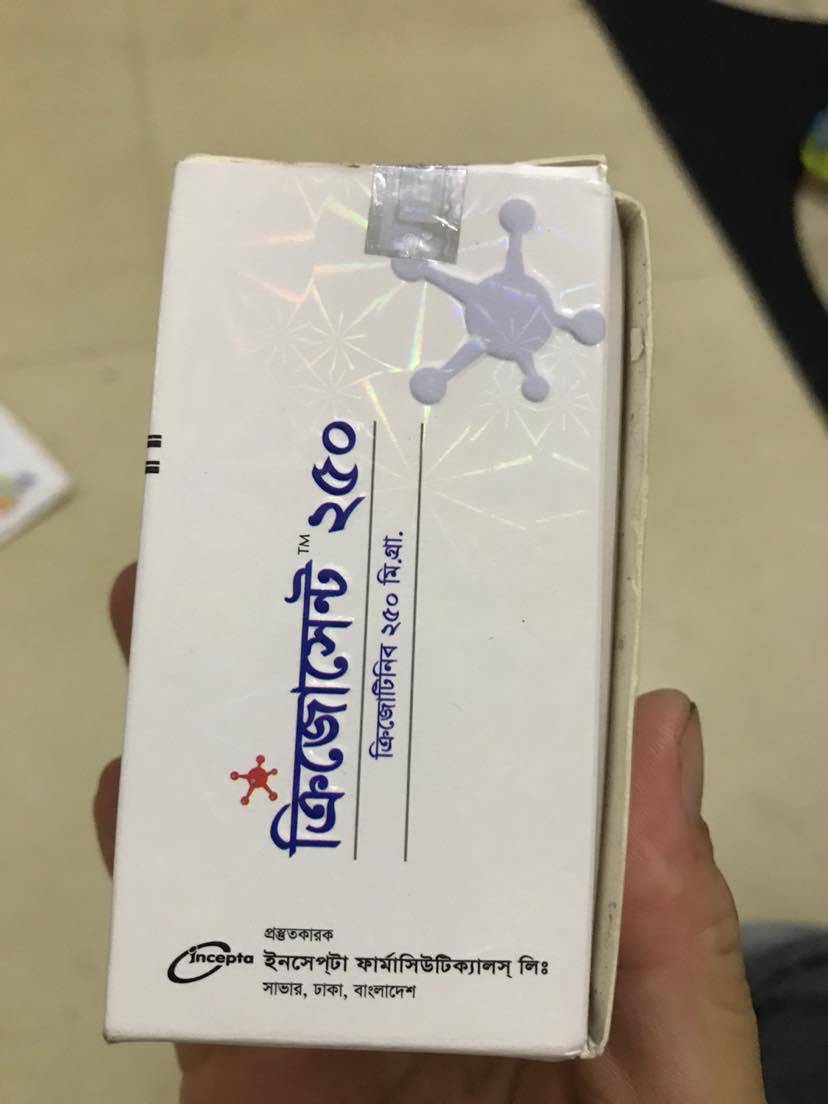 ক্রিজোসেন্ট™ ২৫০
ক্রিজোটিনিব ২৫০ মি.গ্রা.
প্রস্তুতকারক
incepta ইনসেপ্‌টা ফার্মাসিউটিক্যালস্ লিঃ
সাভার, ঢাকা, বাংলাদেশ